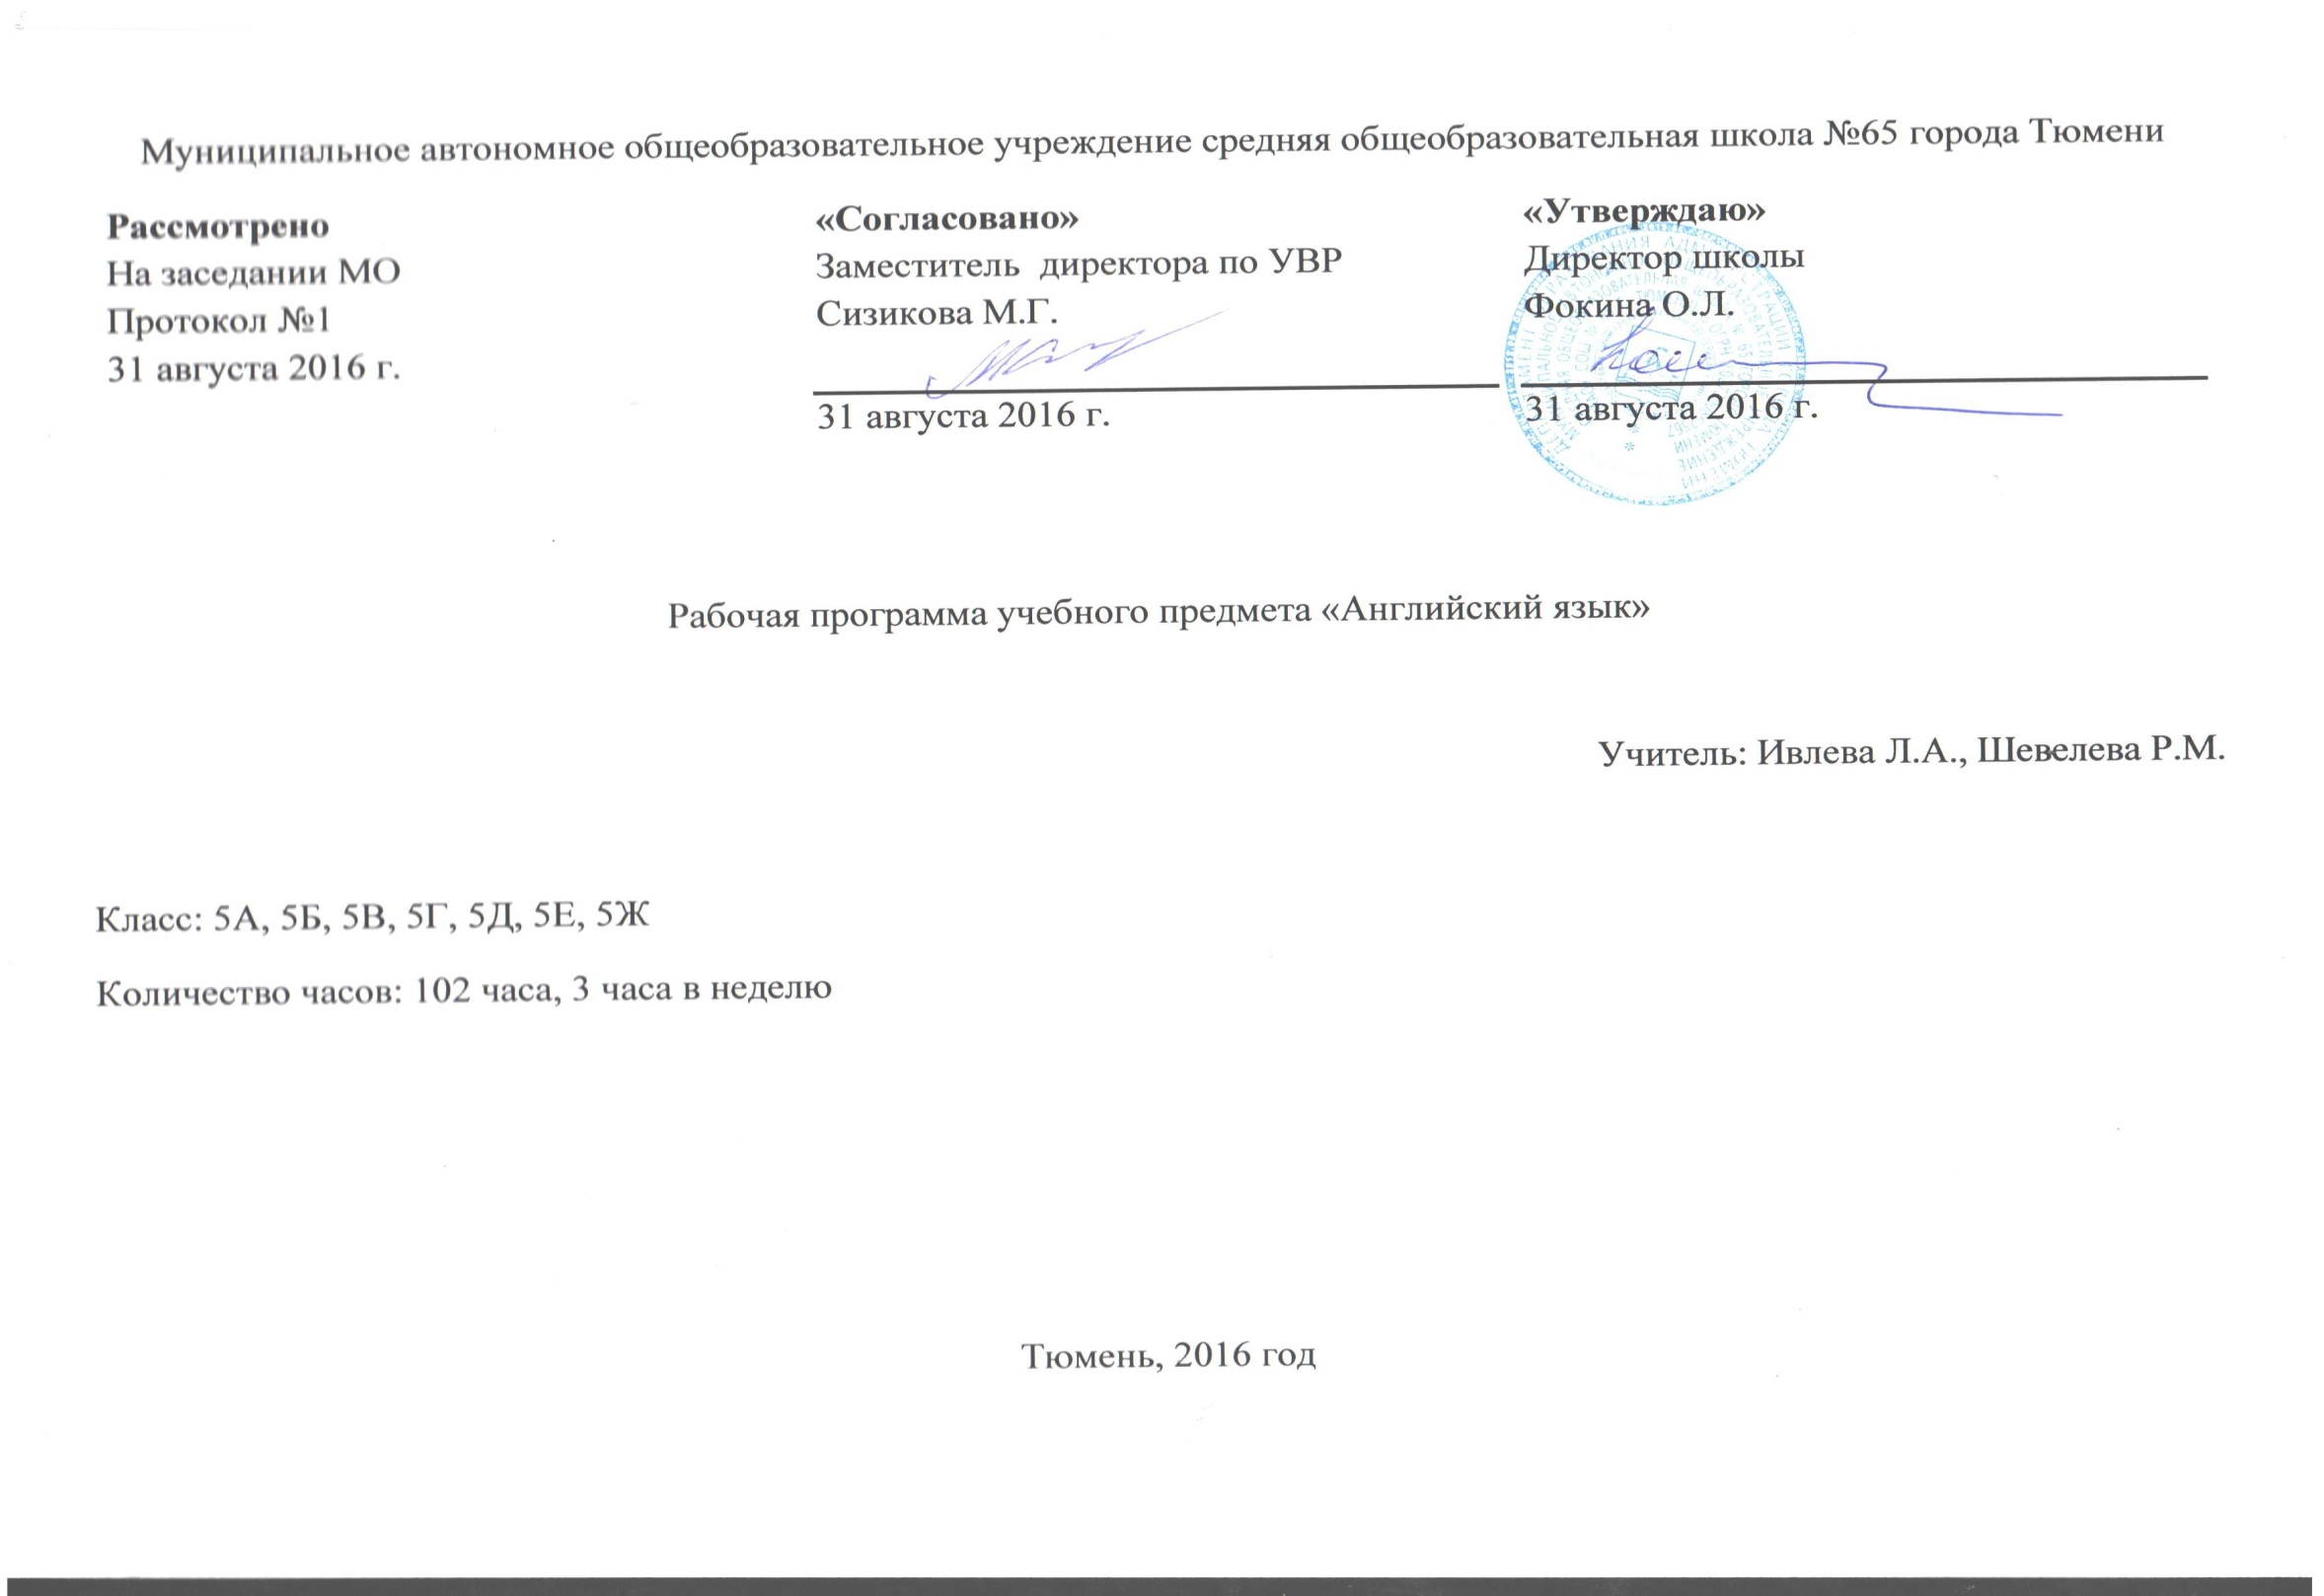 Муниципальное автономное общеобразовательное учреждение средняя общеобразовательная школа №65 города Тюмени
Рассмотрено
На заседании МО
Протокол №1
31 августа 2016 г.
«Согласовано»
Заместитель директора по УВР
Сизикова М.Г.
31 августа 2016 г.
«Утверждаю»
Директор школы
Фокина О.Л.
31 августа 2016 г.
Рабочая программа учебного предмета «Английский язык»
Учитель: Ивлева Л.А., Шевелева Р.М.
Класс: 5А, 5Б, 5В, 5Г, 5Д, 5Е, 5Ж
Количество часов: 102 часа, 3 часа в неделю
Тюмень, 2016 год